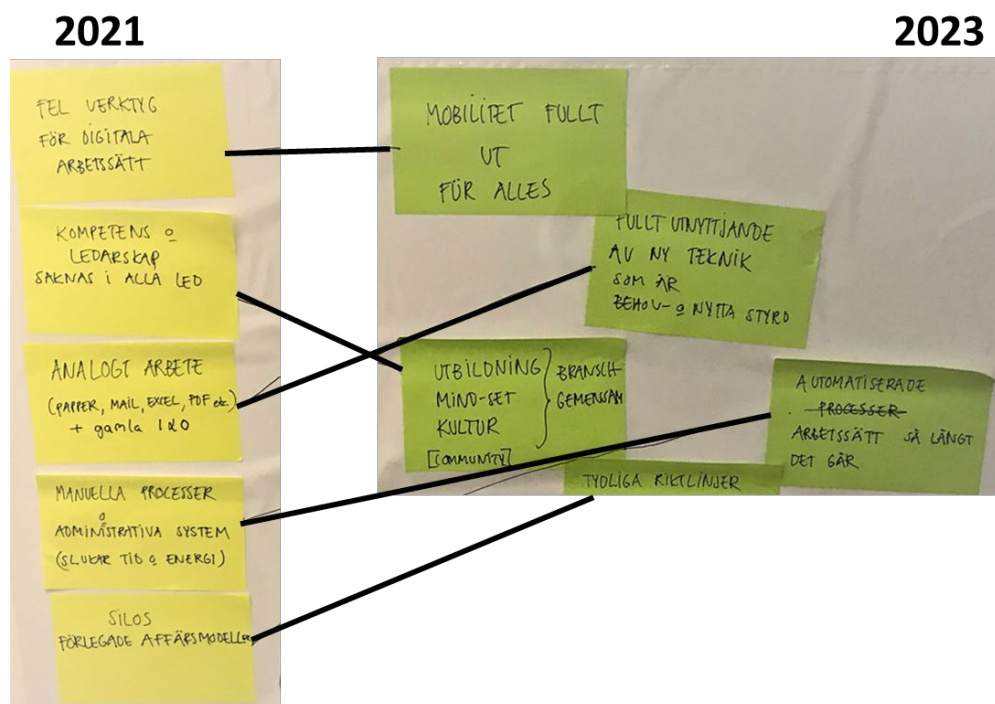 2021
2023
FEL VERKTYG
FÖR DIGITALA
ARBETSSÄTT
KOMPETENS o
LEDARSKAP
SAKNAS I ALLA LED
ANALOGT ARBETE
(PAPPER, MAIL, EXCEL, PDF etc.)
+ gamla
MANUELLA PROCESSER
o
ADMINISTRATIVA SYSTEM
(SLUKAR TID o ENERGI)
SILOS
FÖRLEGADE AFFÄRSMODELLER
MOBILITET FULLT
UT
FÜR ALLES
FULLT UTNYTTJANDE
AV NY TEKNIK
SOM ÄR
BEHOV- o NYTTA STYRD
UTBILDNING
MIND-SET
KULTUR
[COMMUNITY]
BRANSCH-
GEMENSAM
AUTOMATISERADE
PROCESSER
ARBETSSÄTT SÅ LÅNGT
DET GÅR
TYDLIGA RIKTLINJER